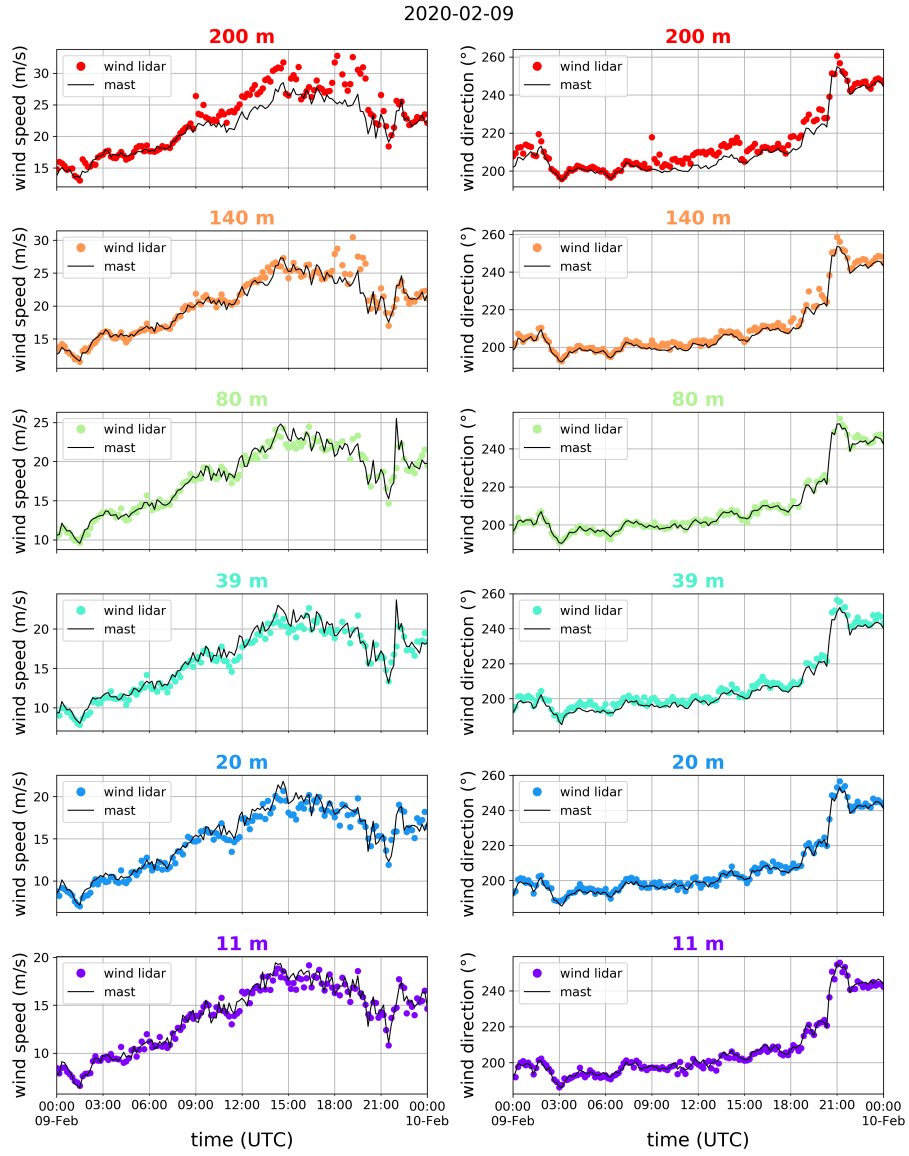 2020-02-09
200 m
200 m
wind speed (m/s)
30
25
20
15
wind lidar
mast
wind direction (°)
260
240
220
200
wind lidar
mast
140 m
140 m
wind speed (m/s)
30
25
20
15
wind lidar
mast
wind direction (°)
260
240
220
200
wind lidar
mast
80 m
80 m
wind speed (m/s)
25
20
15
10
wind lidar
mast
wind direction (°)
240
220
200
wind lidar
mast
39 m
39 m
wind speed (m/s)
20
15
10
wind lidar
mast
wind direction (°)
260
240
220
200
wind lidar
mast
20 m
20 m
wind speed (m/s)
20
15
10
wind lidar
mast
wind direction (°)
260
240
220
200
wind lidar
mast
11 m
11 m
wind speed (m/s)
20
15
10
wind lidar
mast
wind direction (°)
240
220
200
wind lidar
mast
00:00 03:00 06:00 09:00 12:00 15:00 18:00 21:00 00:00
09-Feb 10-Feb
time (UTC)
00:00 03:00 06:00 09:00 12:00 15:00 18:00 21:00 00:00
09-Feb 10-Feb
time (UTC)